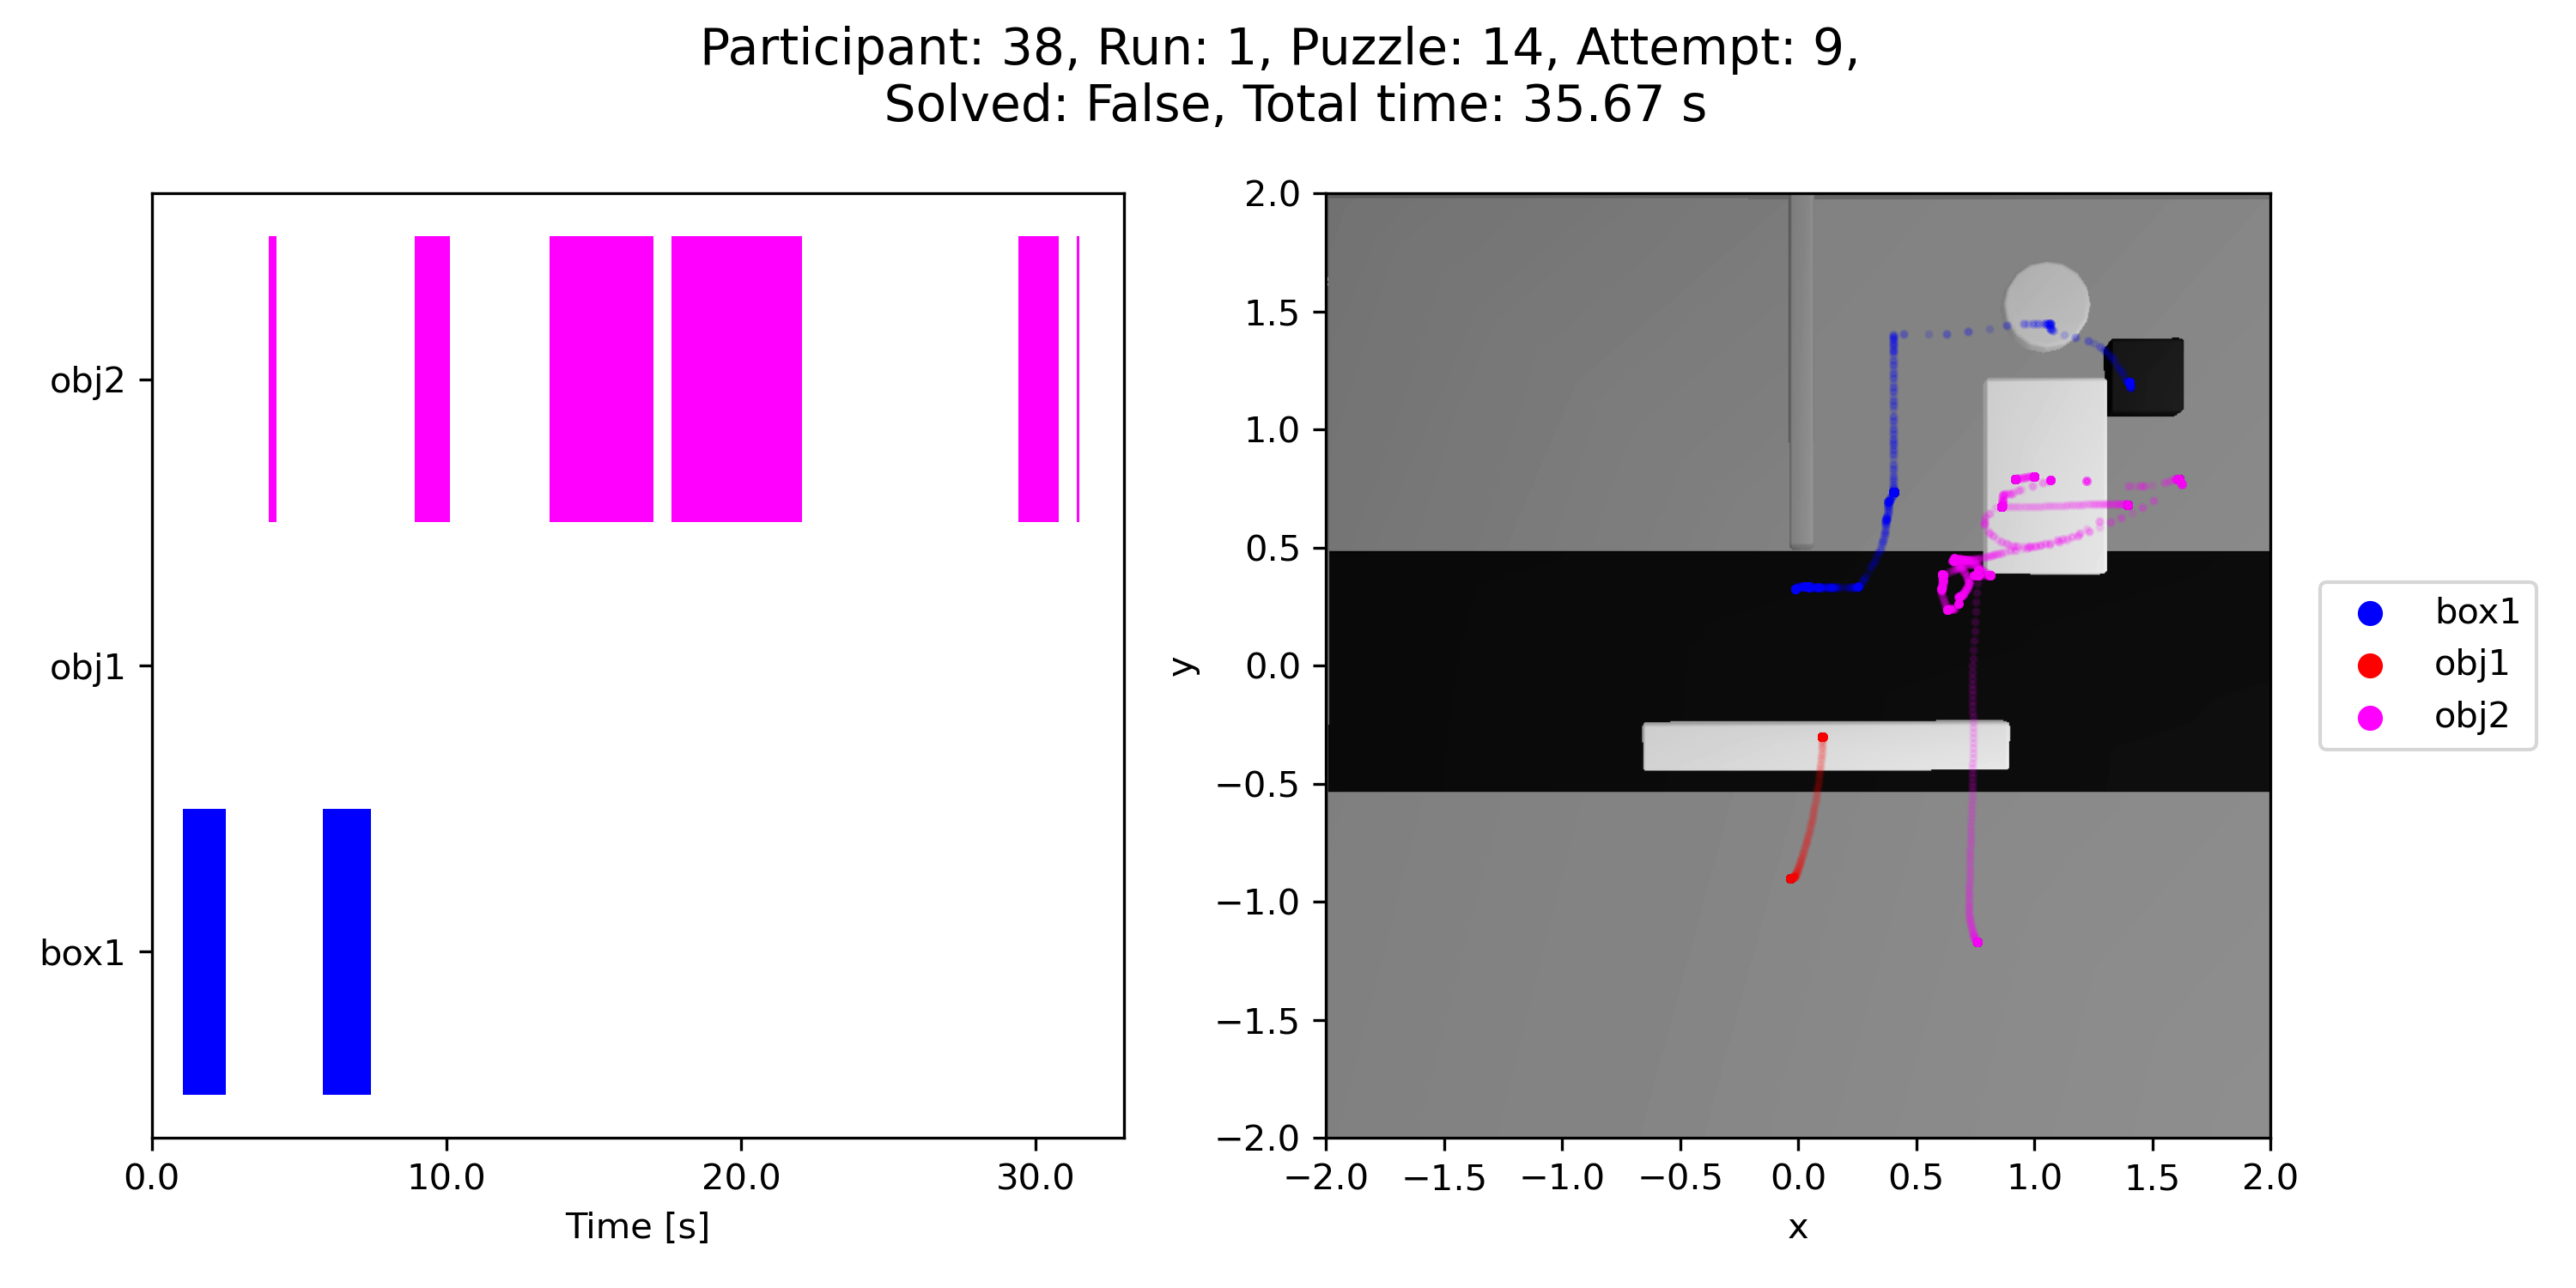 Participant: 38, Run: 1, Puzzle: 14, Attempt: 9,
Solved: False, Total time: 35.67 s
obj2
obj1
box1
0.0 10.0 20.0 30.0
Time [s]
2.0
1.5
1.0
0.5
0.0
−0.5
−1.0
−1.5
−2.0
y
−2.0 −1.5 −1.0 −0.5 0.0 0.5 1.0 1.5 2.0
x
box1
obj1
obj2